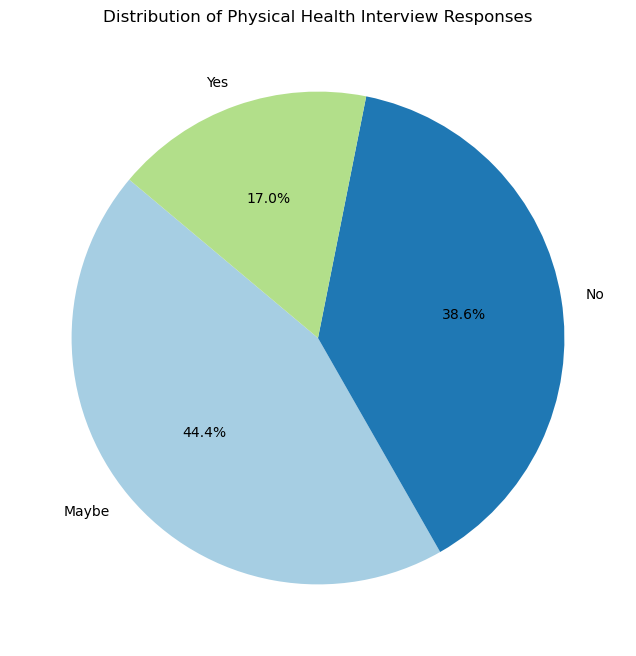 Distribution of Physical Health Interview Responses
Yes
17.0%
No
38.6%
44.4%
Maybe